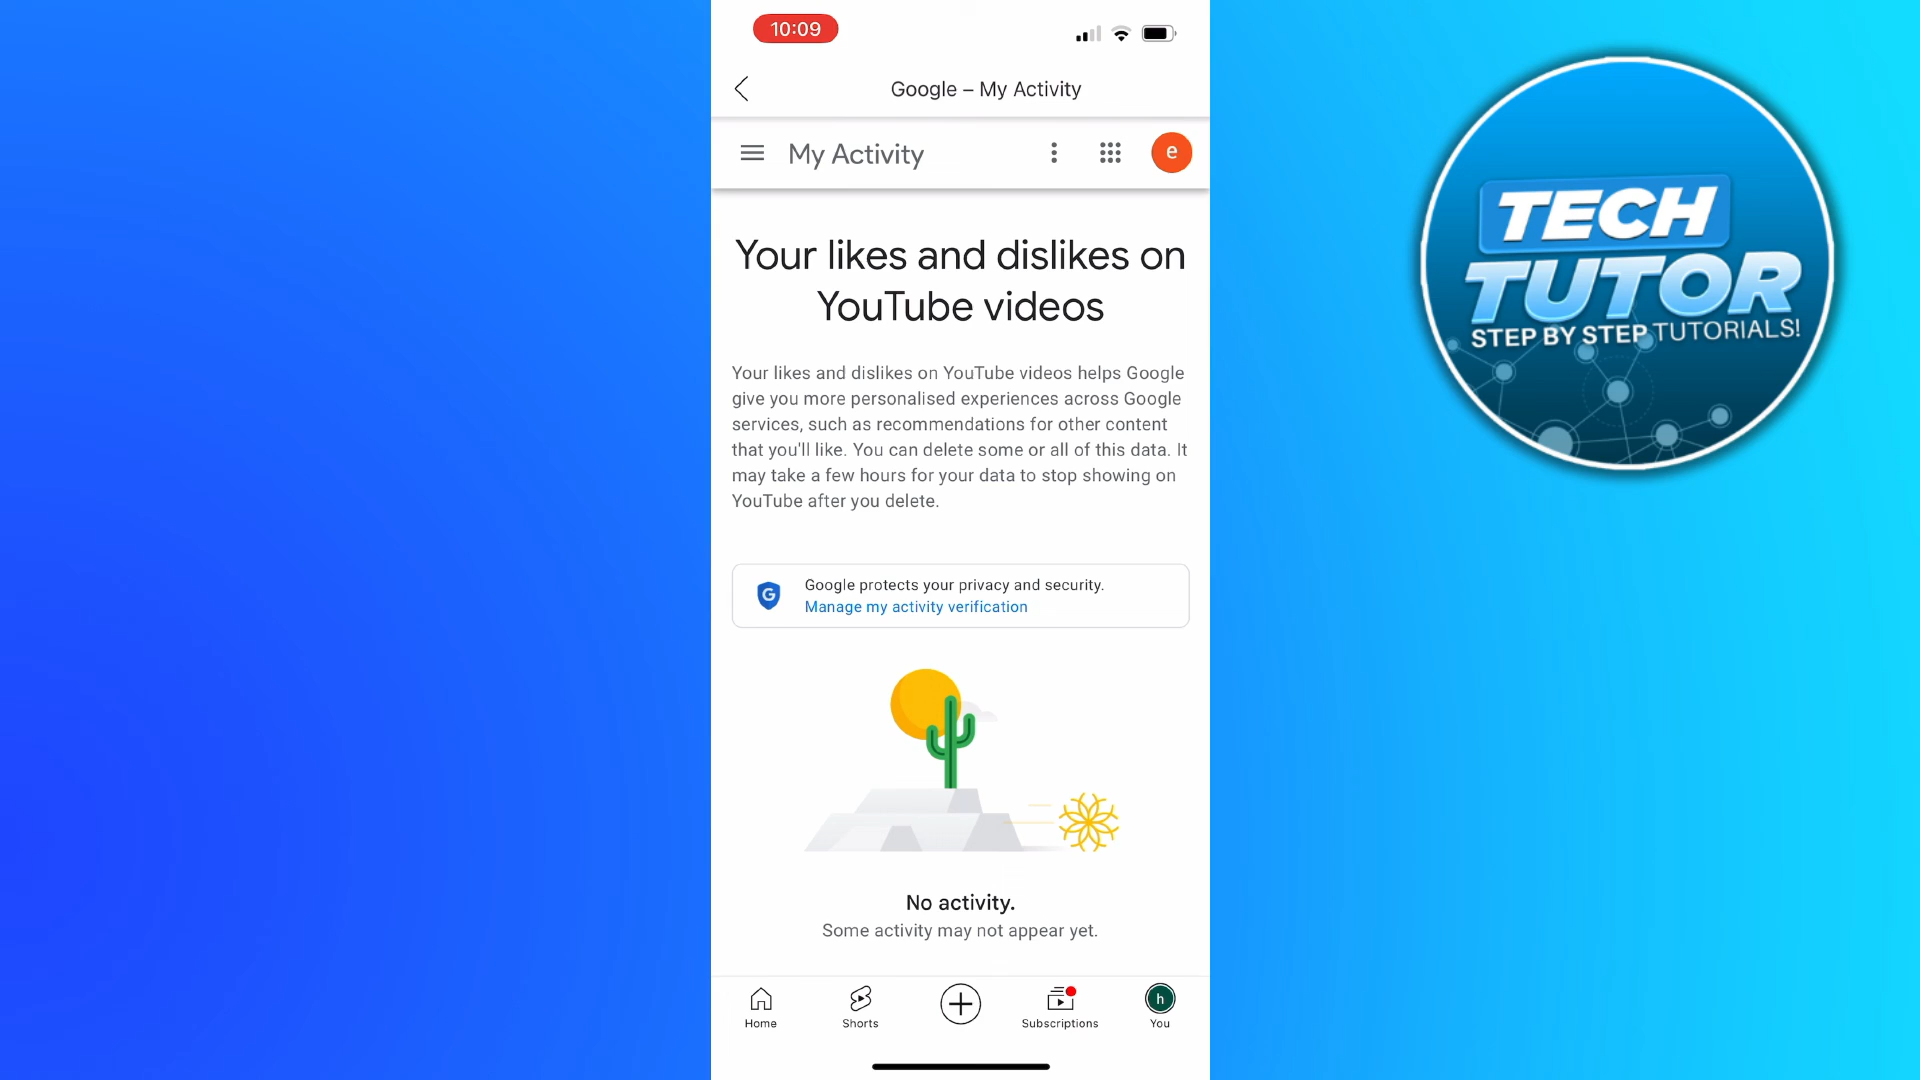 10:09
Google – My Activity
My Activity
e
Your likes and dislikes on
YouTube videos
Your likes and dislikes on YouTube videos helps Google
give you more personalised experiences across Google
services, such as recommendations for other content
that you'll like. You can delete some or all of this data. It
may take a few hours for your data to stop showing on
YouTube after you delete.
G
Google protects your privacy and security.
Manage my activity verification
No activity.
Some activity may not appear yet.
Home
Shorts
Subscriptions
h
You
TECH
TUTOR
STEP BY STEP TUTORIALS!